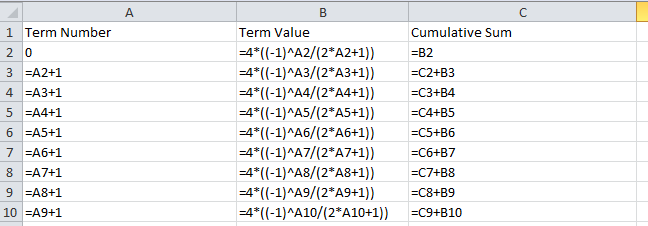 A B C
1 Term Number Term Value Cumulative Sum
2 0 =4*((-1)^A2/(2*A2+1)) =B2
3 =A2+1 =4*((-1)^A3/(2*A3+1)) =C2+B3
4 =A3+1 =4*((-1)^A4/(2*A4+1)) =C3+B4
5 =A4+1 =4*((-1)^A5/(2*A5+1)) =C4+B5
6 =A5+1 =4*((-1)^A6/(2*A6+1)) =C5+B6
7 =A6+1 =4*((-1)^A7/(2*A7+1)) =C6+B7
8 =A7+1 =4*((-1)^A8/(2*A8+1)) =C7+B8
9 =A8+1 =4*((-1)^A9/(2*A9+1)) =C8+B9
10 =A9+1 =4*((-1)^A10/(2*A10+1)) =C9+B10